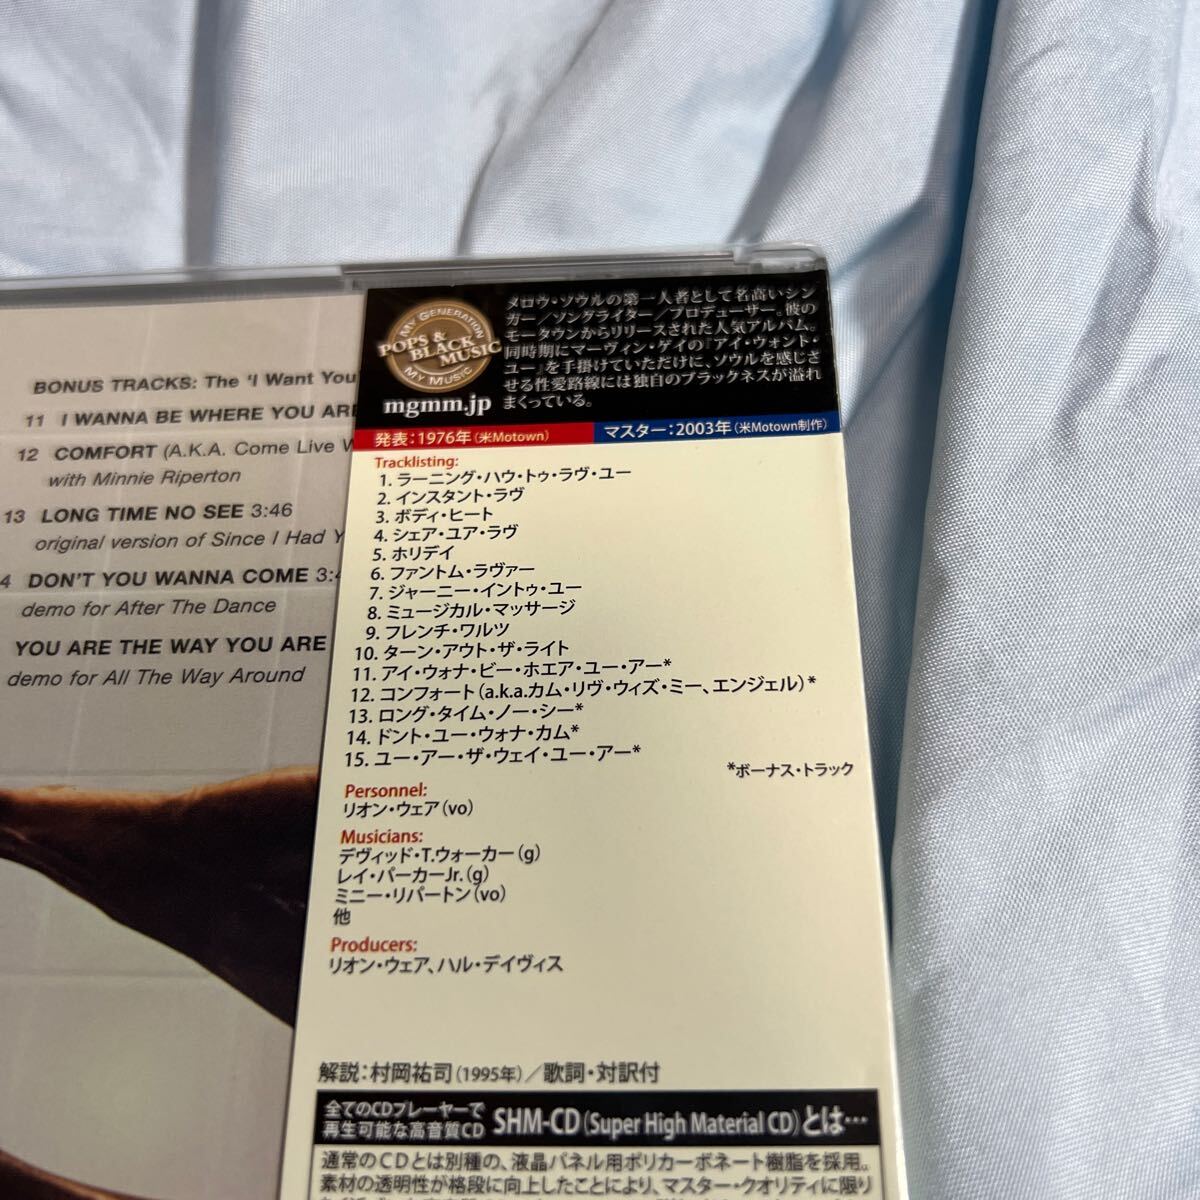 BONUS TRACKS: The 'I Want You
11 I WANNA BE WHERE YOU ARE
12 COMFORT (A.K.A. Come Live W
with Minnie Riperton
13 LONG TIME NO SEE 3:46
original version of Since I Had Y
4 DON'T YOU WANNA COME 3:4
demo for After The Dance
YOU ARE THE WAY YOU ARE
demo for All The Way Around
MY GENERATION
POPS &
BLACK
MUSIC
MY MUSIC
mgmm.jp
メロウ・ソウルの第一人者として名高いシン
ガー／ソングライター／プロデューサー。彼の
モータウンからリリースされた人気アルバム。
同時期にマーヴィン・ゲイの『アイ・ウォント・
ユー』を手掛けていただけに、ソウルを感じさ
せる性愛路線には独自のブラックネスが溢れ
まくっている。
発表：1976年（米Motown）
マスター：2003年（米Motown制作）
Tracklisting:
1. ラーニング・ハウ・トゥ・ラヴ・ユー
2. インスタント・ラヴ
3. ボディ・ヒート
4. シェア・ユア・ラヴ
5. ホリデイ
6. ファントム・ラヴァー
7. ジャーニー・イントゥ・ユー
8. ミュージカル・マッサージ
9. フレンチ・ワルツ
10. ターン・アウト・ザ・ライト
11. アイ・ウォナ・ビー・ホエア・ユー・アー*
12. コンフォート（a.k.a.カム・リヴ・ウィズ・ミー、エンジェル）*
13. ロング・タイム・ノー・シー*
14. ドント・ユー・ウォナ・カム*
15. ユー・アー・ザ・ウェイ・ユー・アー*
*ボーナス・トラック
Personnel:
リオン・ウェア（vo）
Musicians:
デヴィッド・T.ウォーカー（g）
レイ・パーカーJr.（g）
ミニー・リパートン（vo）
他
Producers:
リオン・ウェア、ハル・デイヴィス
解説：村岡祐司（1995年）／歌詞・対訳付
全てのCDプレーヤーで
再生可能な高音質CD
SHM-CD（Super High Material CD）とは…
通常のCDとは別種の、液晶パネル用ポリカーボネート樹脂を採用。
素材の透明性が格段に向上したことにより、マスター・クオリティに限り